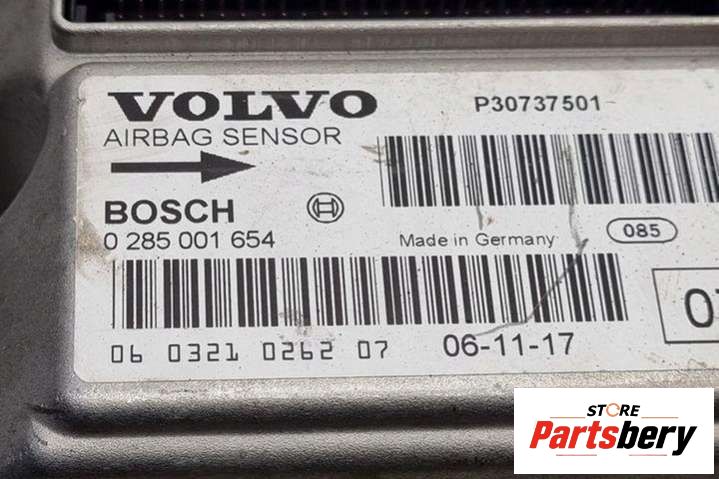 VOLVO
P30737501
AIRBAG SENSOR
BOSCH
0 285 001 654
Made in Germany
085
06 0321 0262 07
06-11-17
STORE
Partsbery